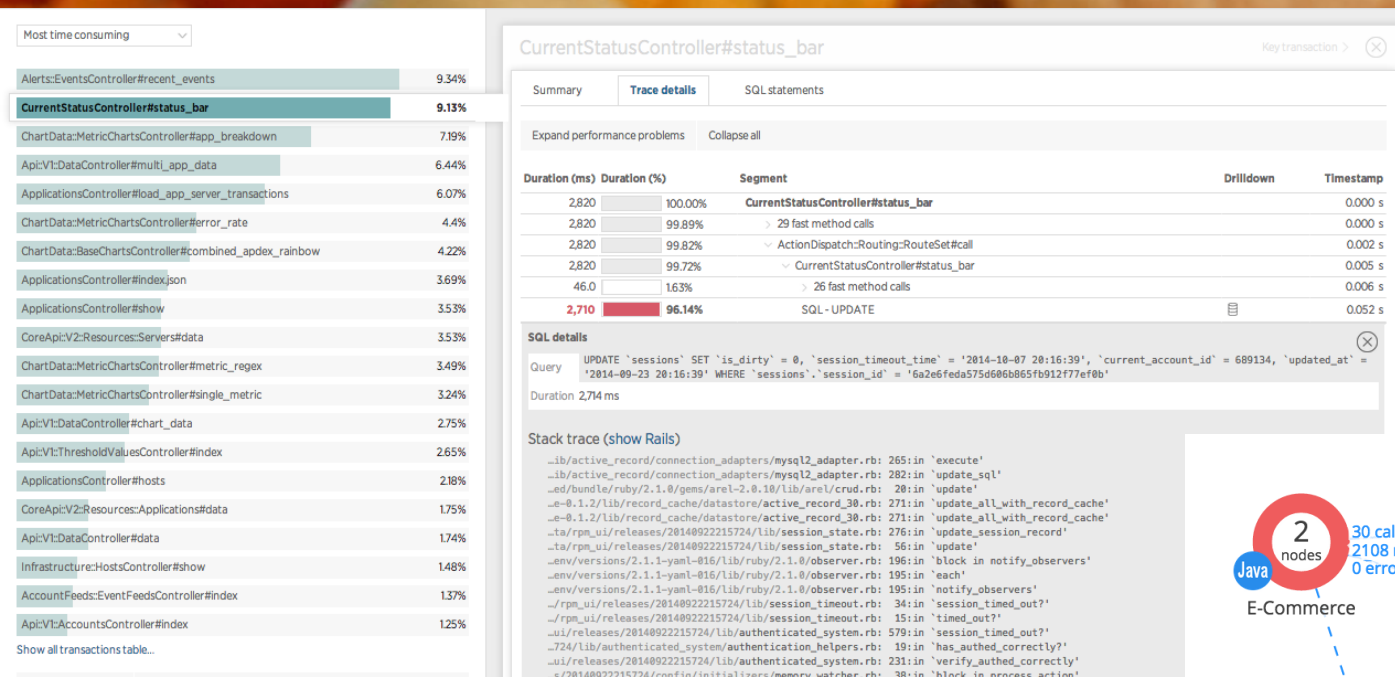 Most time consuming
Alerts::EventsController#recent_events 9.34%
CurrentStatusController#status_bar 9.13%
ChartData::MetricChartsController#app_breakdown 7.19%
Api::V1::DataController#multi_app_data 6.44%
ApplicationsController#load_app_server_transactions 6.07%
ChartData::MetricChartsController#error_rate 4.4%
ChartData::BaseChartsController#combined_apdex_rainbow 4.22%
ApplicationsController#index.json 3.69%
ApplicationsController#show 3.53%
CoreApi::V2::Resources::Servers#data 3.53%
ChartData::MetricChartsController#metric_regex 3.49%
ChartData::MetricChartsController#single_metric 3.24%
Api::V1::DataController#chart_data 2.75%
Api::V1::ThresholdValuesController#index 2.65%
ApplicationsController#hosts 2.18%
CoreApi::V2::Resources::Applications#data 1.75%
Api::V1::DataController#data 1.74%
Infrastructure::HostsController#show 1.48%
AccountFeeds::EventFeedsController#index 1.37%
Api::V1::AccountsController#index 1.25%
Show all transactions table...
CurrentStatusController#status_bar Key transaction >
Summary Trace details SQL statements
Expand performance problems Collapse all
Duration (ms) Duration (%) Segment Drilldown Timestamp
2,820 100.00% CurrentStatusController#status_bar 0.000 s
2,820 99.89% 29 fast method calls 0.000 s
2,820 99.82% ActionDispatch::Routing::RouteSet#call 0.002 s
2,820 99.72% CurrentStatusController#status_bar 0.005 s
46.0 1.63% 26 fast method calls 0.006 s
2,710 96.14% SQL - UPDATE 0.052 s
SQL details
Query UPDATE `sessions` SET `is_dirty` = 0, `session_timeout_time` = '2014-10-07 20:16:39', `current_account_id` = 689134, `updated_at` =
'2014-09-23 20:16:39' WHERE `sessions`.`session_id` = '6a2e6feda575d606b865fb912f77ef0b'
Duration 2,714 ms
Stack trace (show Rails)
…ib/active_record/connection_adapters/mysql2_adapter.rb: 265:in `execute'
…ib/active_record/connection_adapters/mysql2_adapter.rb: 282:in `update_sql'
…ed/bundle/ruby/2.1.0/gems/arel-2.0.10/lib/arel/crud.rb: 20:in `update'
…e-0.1.2/lib/record_cache/datastore/active_record_30.rb: 271:in `update_all_with_record_cache'
…e-0.1.2/lib/record_cache/datastore/active_record_30.rb: 271:in `update_all_with_record_cache'
…ta/rpm_ui/releases/20140922215724/lib/session_state.rb: 276:in `update_session_record'
…ta/rpm_ui/releases/20140922215724/lib/session_state.rb: 56:in `update'
…env/versions/2.1.1-yaml-016/lib/ruby/2.1.0/observer.rb: 196:in `block in notify_observers'
…env/versions/2.1.1-yaml-016/lib/ruby/2.1.0/observer.rb: 195:in `each'
…env/versions/2.1.1-yaml-016/lib/ruby/2.1.0/observer.rb: 195:in `notify_observers'
…/rpm_ui/releases/20140922215724/lib/session_timeout.rb: 34:in `session_timed_out?'
…/rpm_ui/releases/20140922215724/lib/session_timeout.rb: 15:in `timed_out?'
…ui/releases/20140922215724/lib/authenticated_system.rb: 579:in `session_timed_out?'
…724/lib/authenticated_system/authentication_helpers.rb: 19:in `has_authed_correctly?'
…ui/releases/20140922215724/lib/authenticated_system.rb: 231:in `verify_authed_correctly'
…s/20140922215724/config/initializers/memory_watcher.rb: 38:in `block in process_action'
2
nodes
Java
E-Commerce
30 cal
2108
0 erro